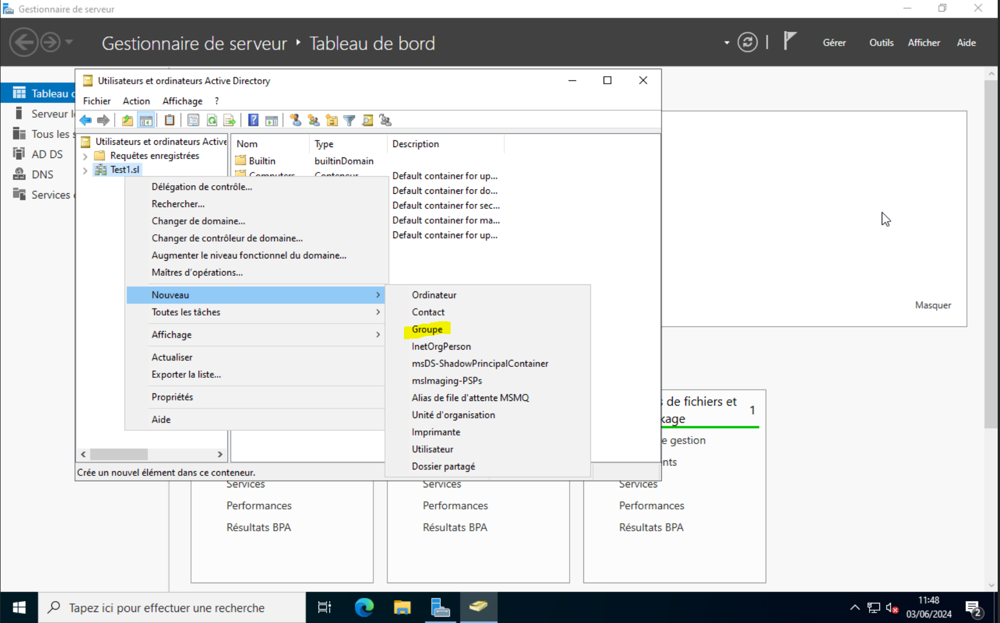 Gestionnaire de serveur
Gestionnaire de serveur ‣ Tableau de bord
Gérer Outils Afficher Aide
Tableau
Serveur
Tous les
AD DS
DNS
Services
Utilisateurs et ordinateurs Active Directory
Fichier Action Affichage ?
Utilisateurs et ordinateurs Active
Requêtes enregistrées
Test1.sl
Nom Type Description
Builtin builtinDomain
Computers Conteneur Default container for up...
Default container for do...
Default container for sec...
Default container for ma...
Default container for up...
Délégation de contrôle...
Rechercher...
Changer de domaine...
Changer de contrôleur de domaine...
Augmenter le niveau fonctionnel du domaine...
Maîtres d'opérations...
Nouveau
Toutes les tâches
Affichage
Actualiser
Exporter la liste...
Propriétés
Aide
Ordinateur
Contact
Groupe
InetOrgPerson
msDS-ShadowPrincipalContainer
msImaging-PSPs
Alias de file d'attente MSMQ
Unité d'organisation
Imprimante
Utilisateur
Dossier partagé
Crée un nouvel élément dans ce conteneur.
Masquer
de fichiers et
1
gestion
Services
Performances
Résultats BPA
Services
Performances
Résultats BPA
Services
Performances
Résultats BPA
Tapez ici pour effectuer une recherche
11:48
03/06/2024
2